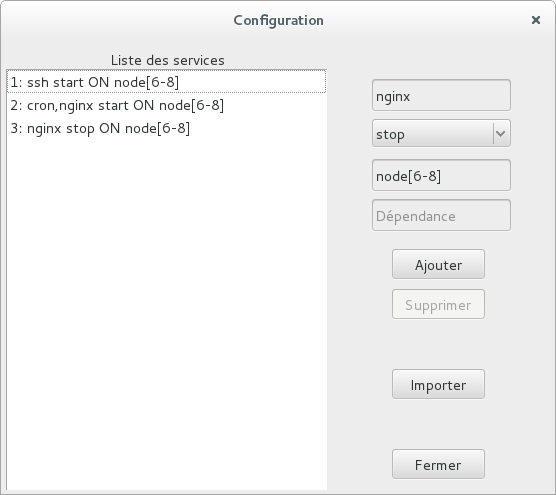 Configuration
Liste des services
1: ssh start ON node[6-8]
2: cron,nginx start ON node[6-8]
3: nginx stop ON node[6-8]
nginx
stop
node[6-8]
Dépendance
Ajouter
Supprimer
Importer
Fermer